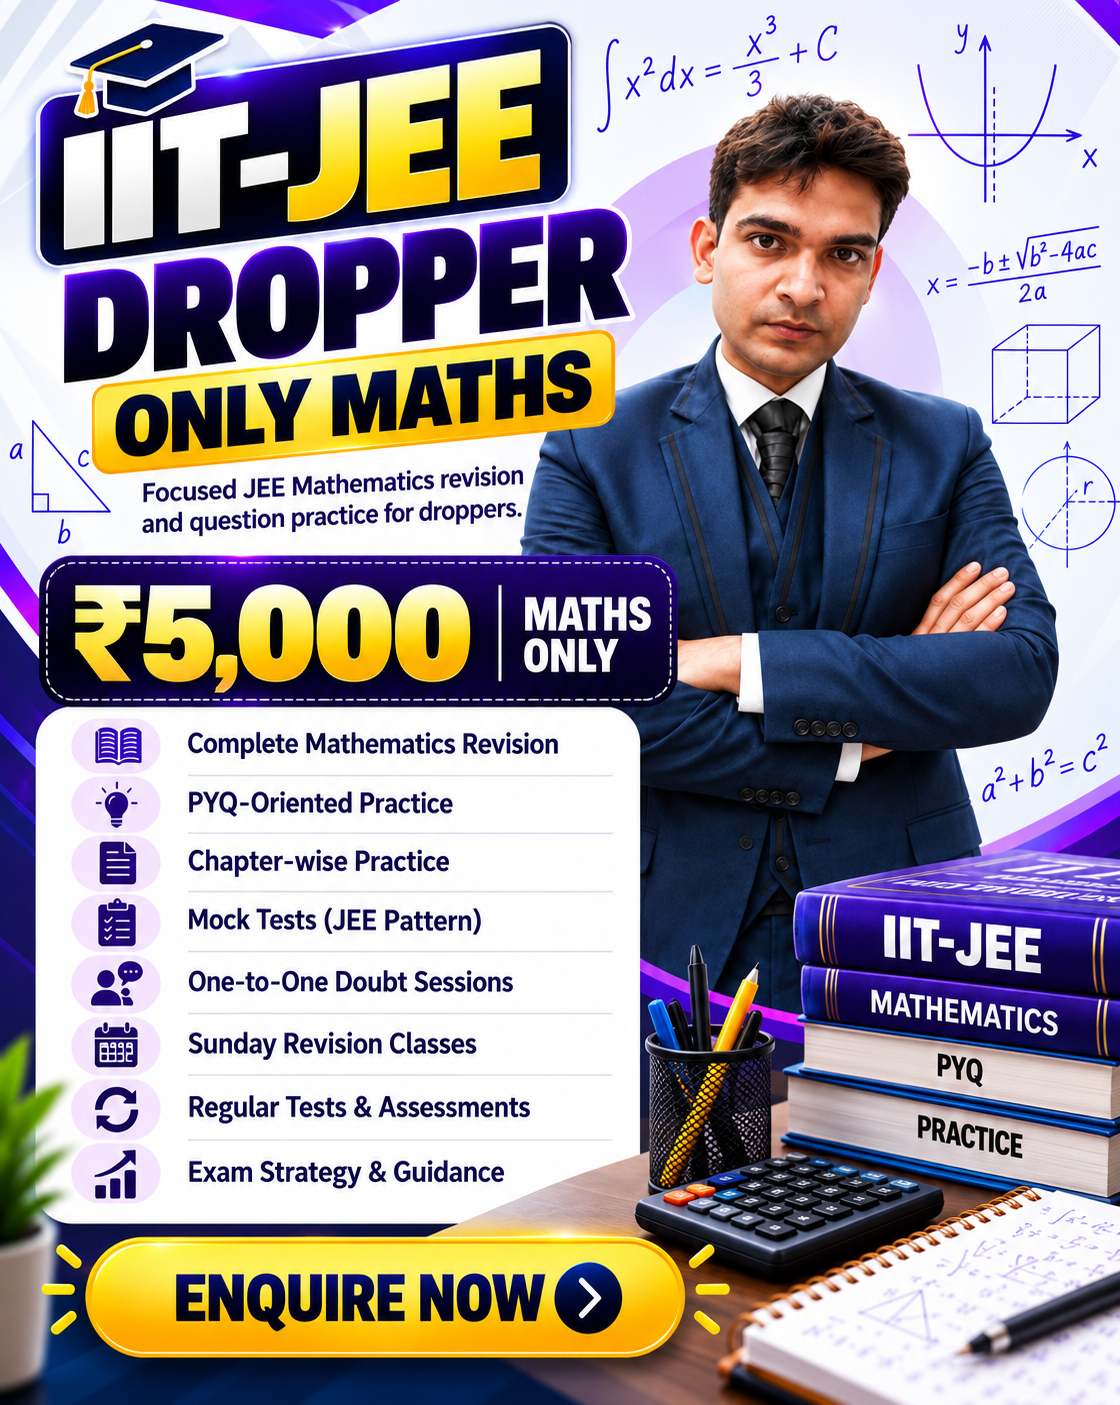 IIT-JEE
DROPPER
ONLY MATHS
Focused JEE Mathematics revision
and question practice for droppers.
₹5,000
MATHS
ONLY
Complete Mathematics Revision
PYQ-Oriented Practice
Chapter-wise Practice
Mock Tests (JEE Pattern)
One-to-One Doubt Sessions
Sunday Revision Classes
Regular Tests & Assessments
Exam Strategy & Guidance
ENQUIRE NOW
∫ x² dx = x³/3 + C
y
x
x = (-b ± √(b²-4ac))/2a
a
c
b
r
a² + b² = c²
IIT-JEE
MATHEMATICS
PYQ
PRACTICE